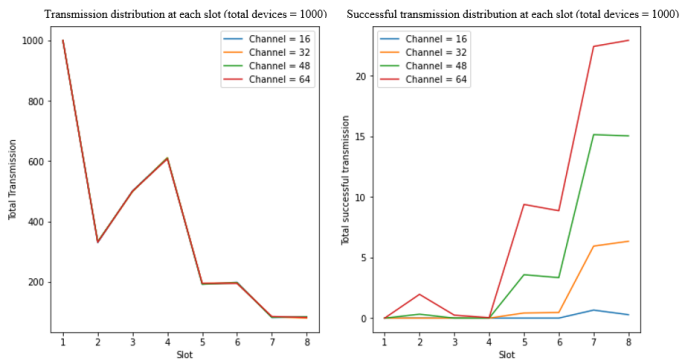 Transmission distribution at each slot (total devices = 1000)
1000
800
600
400
200
Total Transmission
1 2 3 4 5 6 7 8
Slot
Channel = 16
Channel = 32
Channel = 48
Channel = 64
Successful transmission distribution at each slot (total devices = 1000)
20
15
10
5
0
Total successful transmission
1 2 3 4 5 6 7 8
Slot
Channel = 16
Channel = 32
Channel = 48
Channel = 64